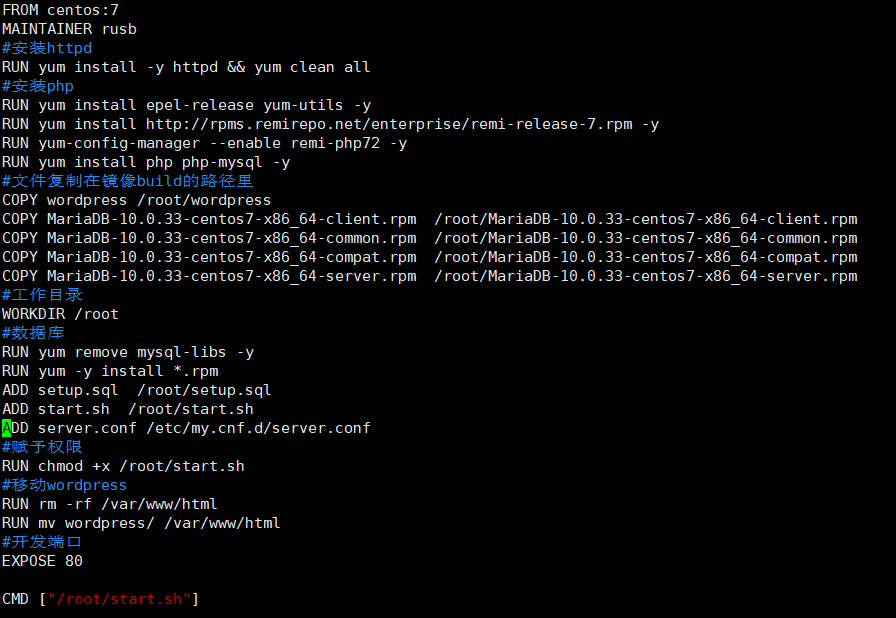 FROM centos:7
MAINTAINER rusb
#安装httpd
RUN yum install -y httpd && yum clean all
#安装php
RUN yum install epel-release yum-utils -y
RUN yum install http://rpms.remirepo.net/enterprise/remi-release-7.rpm -y
RUN yum-config-manager --enable remi-php72 -y
RUN yum install php php-mysql -y
#文件复制在镜像build的路径里
COPY wordpress /root/wordpress
COPY MariaDB-10.0.33-centos7-x86_64-client.rpm  /root/MariaDB-10.0.33-centos7-x86_64-client.rpm
COPY MariaDB-10.0.33-centos7-x86_64-common.rpm  /root/MariaDB-10.0.33-centos7-x86_64-common.rpm
COPY MariaDB-10.0.33-centos7-x86_64-compat.rpm  /root/MariaDB-10.0.33-centos7-x86_64-compat.rpm
COPY MariaDB-10.0.33-centos7-x86_64-server.rpm  /root/MariaDB-10.0.33-centos7-x86_64-server.rpm
#工作目录
WORKDIR /root
#数据库
RUN yum remove mysql-libs -y
RUN yum -y install *.rpm
ADD setup.sql  /root/setup.sql
ADD start.sh  /root/start.sh
ADD server.conf /etc/my.cnf.d/server.conf
#赋予权限
RUN chmod +x /root/start.sh
#移动wordpress
RUN rm -rf /var/www/html
RUN mv wordpress/ /var/www/html
#开发端口
EXPOSE 80
CMD ["/root/start.sh"]